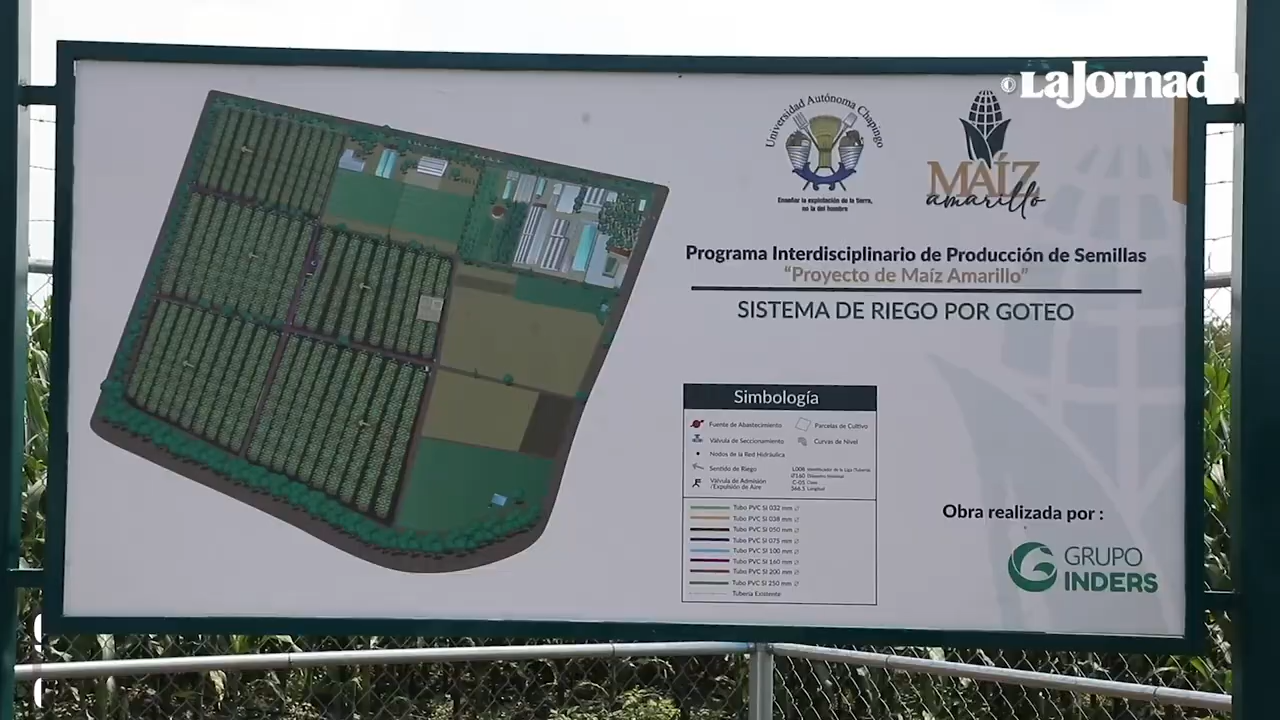 © LaJornada
Universidad Autónoma Chapingo
Enseñar la explotación de la tierra,
no la del hombre
MAÍZ
amarillo
Programa Interdisciplinario de Producción de Semillas
“Proyecto de Maíz Amarillo”
SISTEMA DE RIEGO POR GOTEO
Simbología
Fuente de Abastecimiento
Parcelas de Cultivo
Válvula de Seccionamiento
Curvas de Nivel
Nodos de la Red Hidráulica
Sentido de Riego
Válvula de Admisión
/Expulsión de Aire
Tubo PVC SI 032 mm ∅
Tubo PVC SI 038 mm ∅
Tubo PVC SI 050 mm ∅
Tubo PVC SI 075 mm ∅
Tubo PVC SI 100 mm ∅
Tubo PVC SI 160 mm ∅
Tubo PVC SI 200 mm ∅
Tubo PVC SI 250 mm ∅
Tubería Existente
Obra realizada por :
GRUPO
INDERS